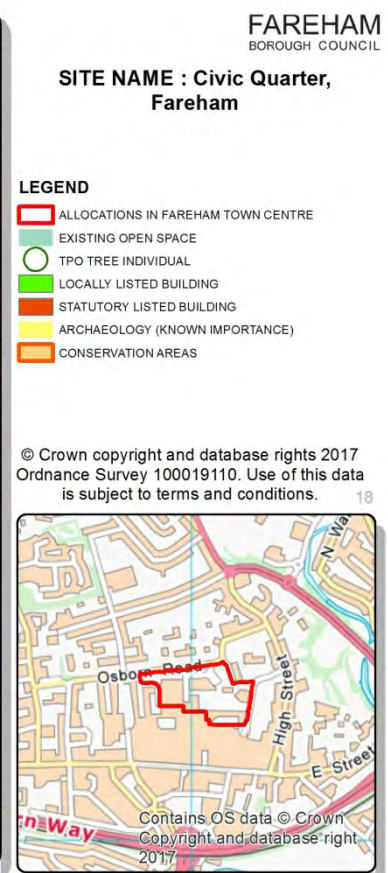 FAREHAM
BOROUGH COUNCIL
SITE NAME : Civic Quarter,
Fareham
LEGEND
ALLOCATIONS IN FAREHAM TOWN CENTRE
EXISTING OPEN SPACE
TPO TREE INDIVIDUAL
LOCALLY LISTED BUILDING
STATUTORY LISTED BUILDING
ARCHAEOLOGY (KNOWN IMPORTANCE)
CONSERVATION AREAS
© Crown copyright and database rights 2017
Ordnance Survey 100019110. Use of this data
is subject to terms and conditions.
18
N Wa
Osborn Road
High Street
E Street
rn Way
Contains OS data © Crown
Copyright and database right
2017